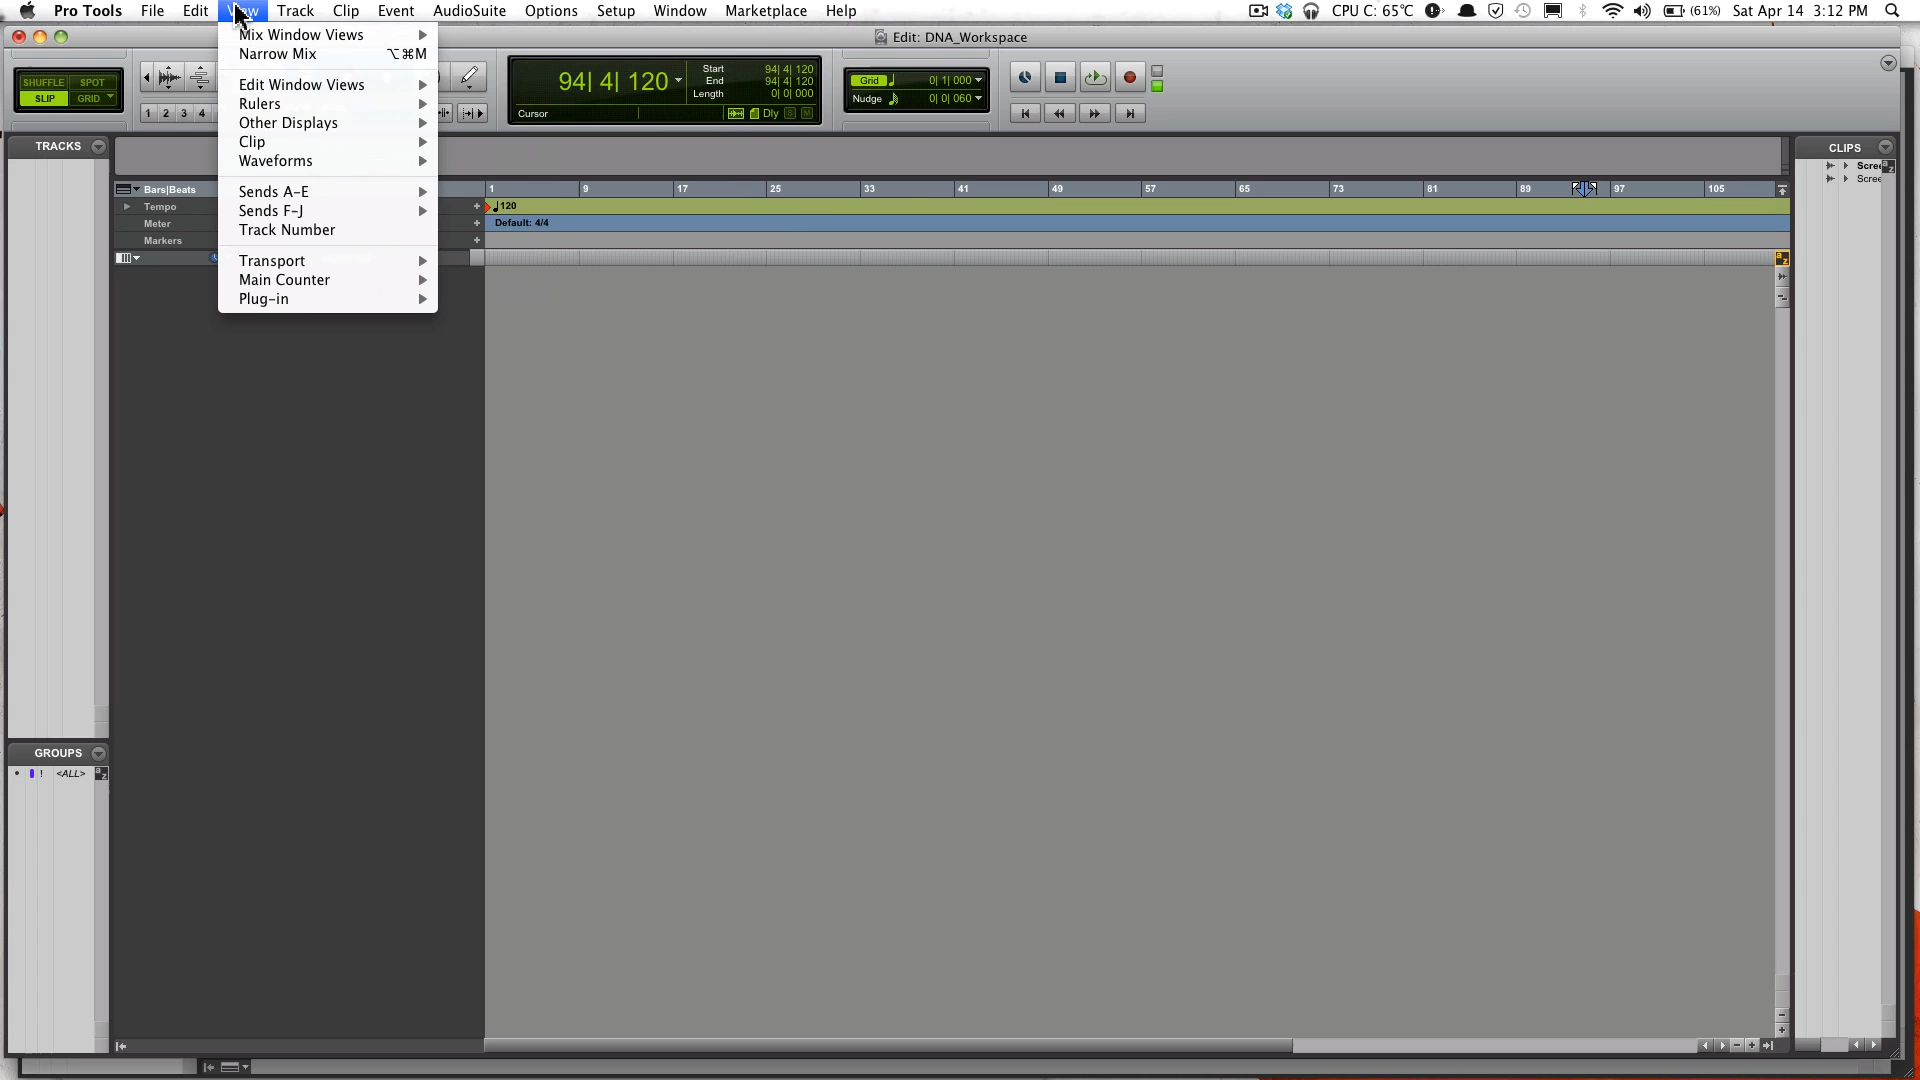 Pro Tools File Edit View Track Clip Event AudioSuite Options Setup Window Marketplace Help CPU C: 65°C (61%) Sat Apr 14 3:12 PM
Edit: DNA_Workspace
Mix Window Views
Narrow Mix ⌥⌘M
Edit Window Views
Rulers
Other Displays
Clip
Waveforms
Sends A-E
Sends F-J
Track Number
Transport
Main Counter
Plug-in
SHUFFLE SPOT
SLIP GRID
1 2 3 4
94| 4| 120
Start 94| 4| 120
End 94| 4| 120
Length 0| 0| 000
Cursor
Dly S M
Grid 0| 1| 000
Nudge 0| 0| 060
TRACKS
CLIPS
Scree
Scree
Bars|Beats
1 9 17 25 33 41 49 57 65 73 81 89 97 105
Tempo
120
Meter
Default: 4/4
Markers
GROUPS
! <ALL>
a z